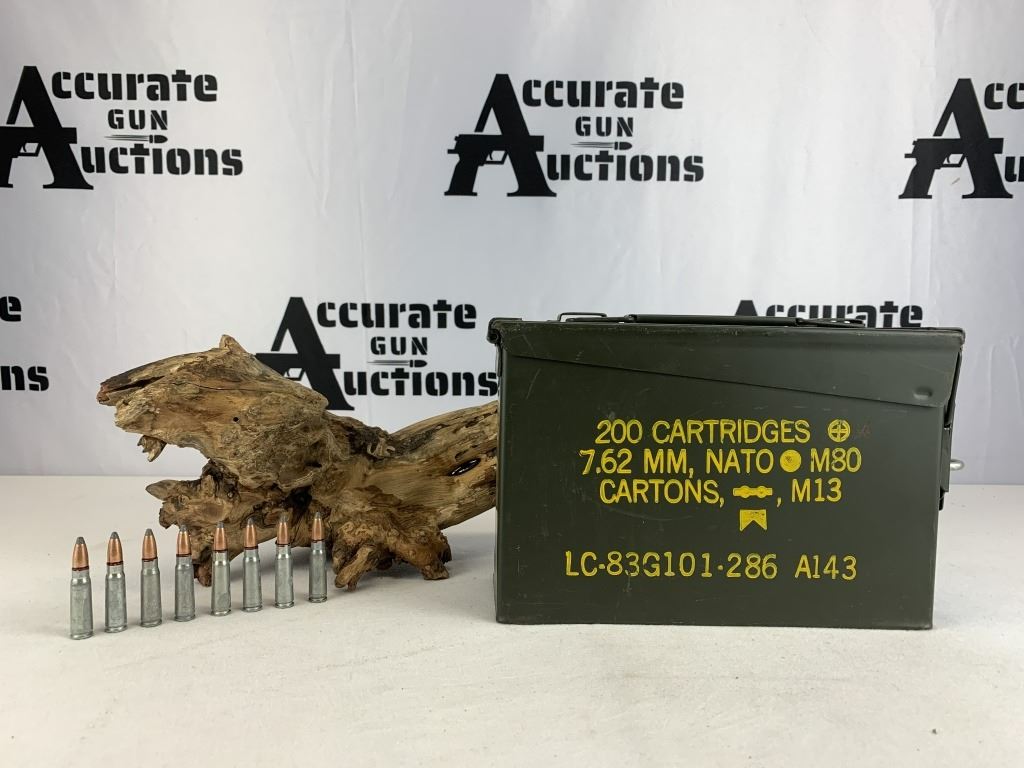 Accurate
GUN
Auctions
Accurate
GUN
Auctions
Accurate
GUN
Auctions
200 CARTRIDGES
7.62 MM, NATO M80
CARTONS, , M13
LC-83G101-286 A143